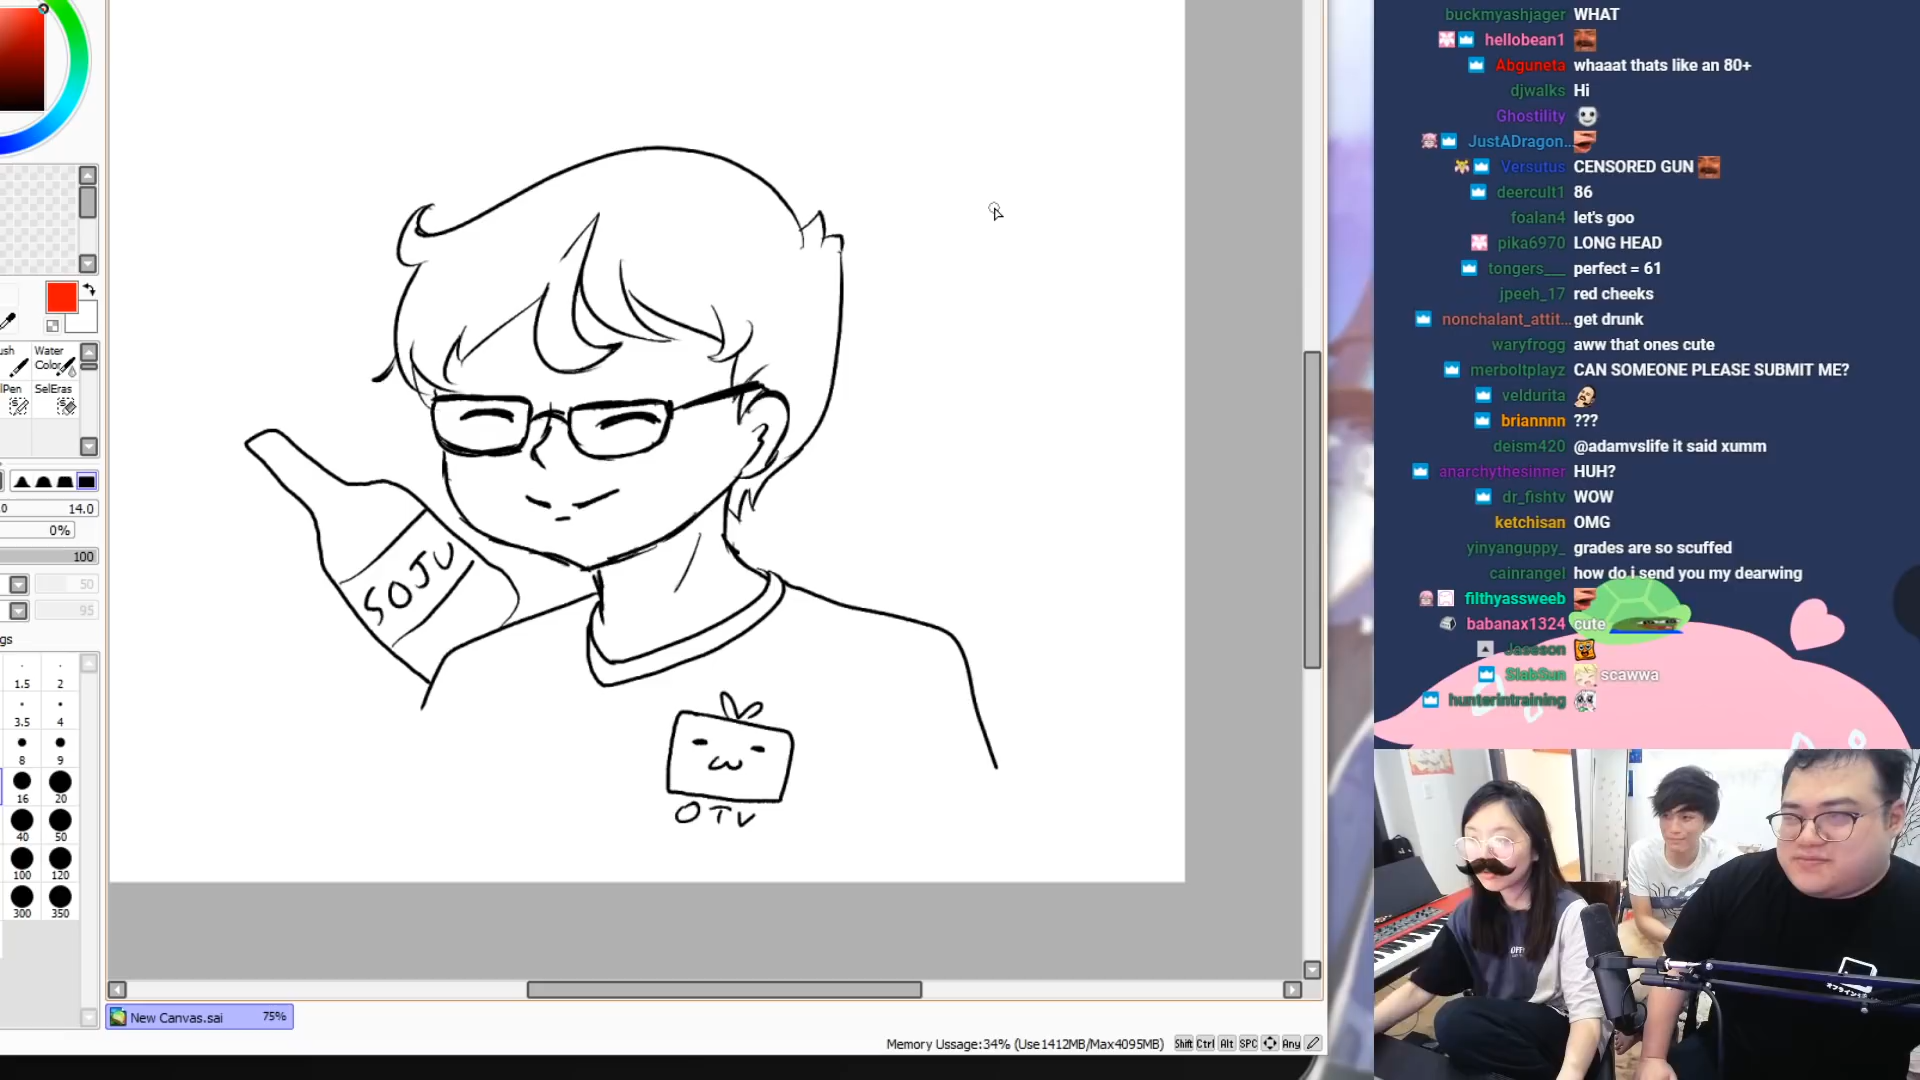 buckmyashjager WHAT
hellobean1
Abguneta whaaat thats like an 80+
djwalks Hi
Ghostility
JustADragon...
Versutus CENSORED GUN
deercult1 86
foalan4 let's goo
pika6970 LONG HEAD
tongers___ perfect = 61
jpeeh_17 red cheeks
nonchalant_attit... get drunk
waryfrogg aww that ones cute
merboltplayz CAN SOMEONE PLEASE SUBMIT ME?
veldurita
briannnn ???
deism420 @adamvslife it said xumm
anarchythesinner HUH?
dr_fishtv WOW
ketchisan OMG
yinyanguppy_ grades are so scuffed
cainrangel how do i send you my dearwing
filthyassweeb
babanax1324 cute
Jaseson
SlabSun scawwa
hunterintraining
Water
Color
SelEras
14.0
0%
100
50
95
1.5 2
3.5 4
8 9
16 20
40 50
100 120
300 350
SOJU
OTV
New Canvas.sai 75%
Memory Ussage:34% (Use1412MB/Max4095MB) Shift Ctrl Alt SPC Any